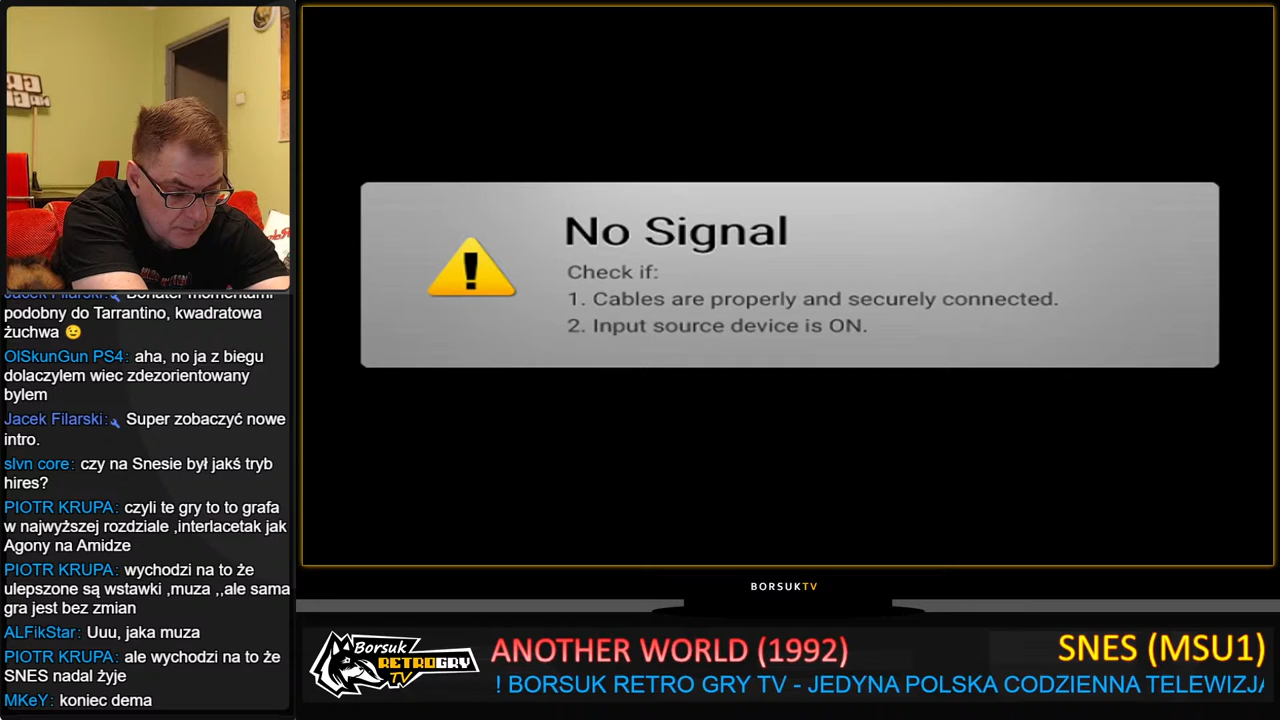 Jacek Filarski: Bohater momentami
podobny do Tarrantino, kwadratowa
żuchwa 😉
OlSkunGun PS4: aha, no ja z biegu
dolaczylem wiec zdezorientowany
bylem
Jacek Filarski: Super zobaczyć nowe
intro.
slvn core: czy na Snesie był jakś tryb
hires?
PIOTR KRUPA: czyli te gry to to grafa
w najwyższej rozdziale ,interlacetak jak
Agony na Amidze
PIOTR KRUPA: wychodzi na to że
ulepszone są wstawki ,muza ,,ale sama
gra jest bez zmian
ALFikStar: Uuu, jaka muza
PIOTR KRUPA: ale wychodzi na to że
SNES nadal żyje
MKeY: koniec dema
No Signal
Check if:
1. Cables are properly and securely connected.
2. Input source device is ON.
BORSUKTV
Borsuk
RETROGRY
TV
ANOTHER WORLD (1992)
SNES (MSU1)
! BORSUK RETRO GRY TV - JEDYNA POLSKA CODZIENNA TELEWIZJA